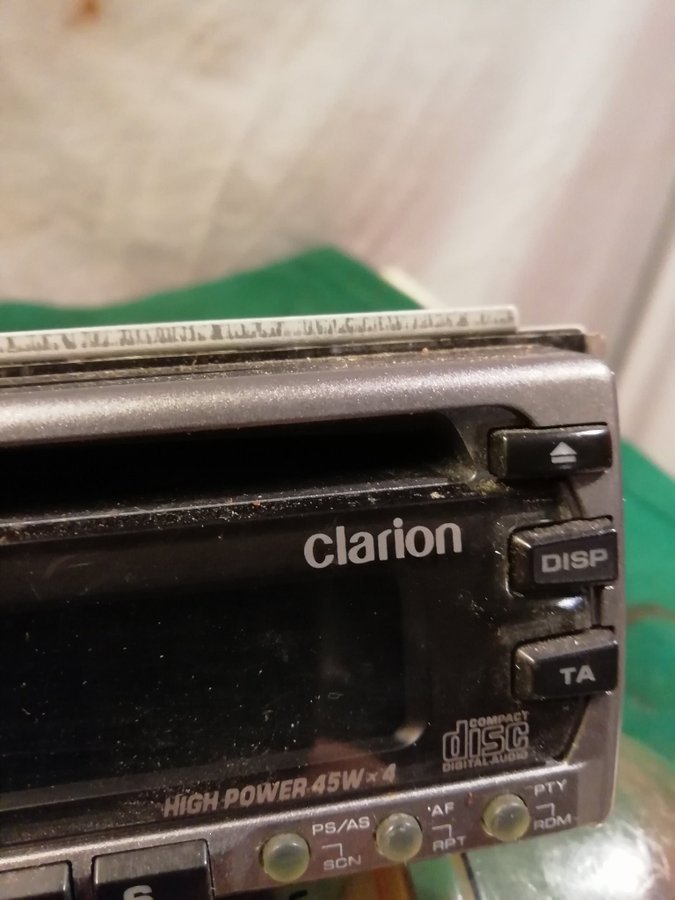 clarion
DISP
TA
COMPACT
disc
DIGITAL AUDIO
HIGH POWER 45W×4
PS/AS
SCN
AF
RPT
PTY
RDM